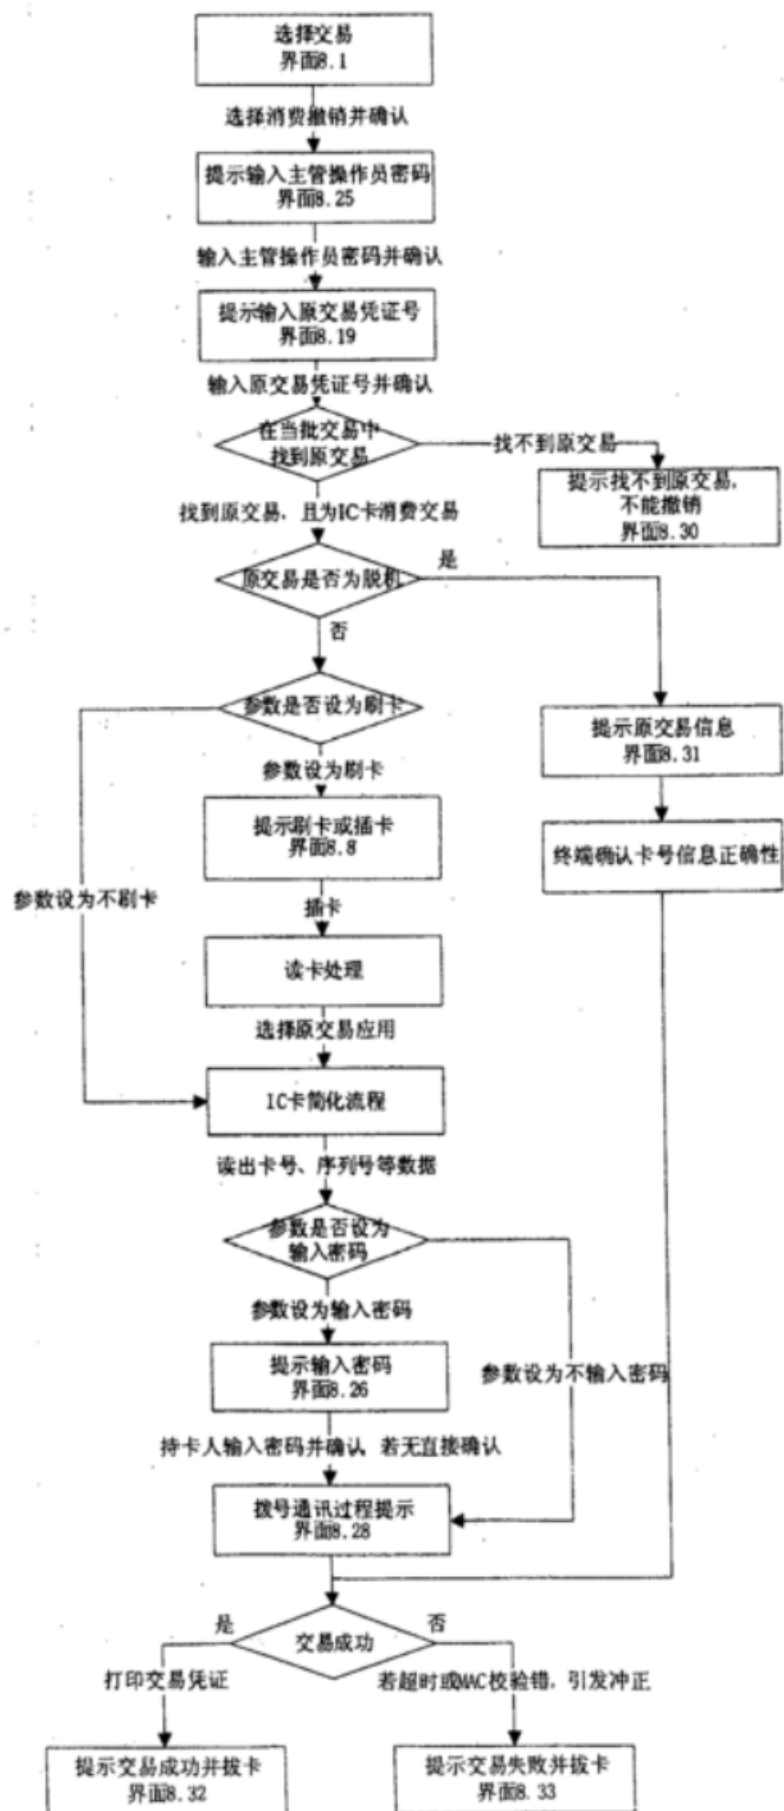 选择交易
界面8.1
选择消费撤销并确认
提示输入主管操作员密码
界面8.25
输入主管操作员密码并确认
提示输入原交易凭证号
界面8.19
输入原交易凭证号并确认
在当批交易中
找到原交易
找不到原交易
提示找不到原交易,
不能撤销
界面8.30
找到原交易, 且为IC卡消费交易
原交易是否为脱机
是
否
参数是否设为刷卡
提示原交易信息
界面8.31
参数设为刷卡
提示刷卡或插卡
界面8.8
终端确认卡号信息正确性
参数设为不刷卡
插卡
读卡处理
选择原交易应用
IC卡简化流程
读出卡号、序列号等数据
参数是否设为
输入密码
参数设为输入密码
提示输入密码
界面8.26
参数设为不输入密码
持卡人输入密码并确认 若无直接确认
拨号通讯过程提示
界面8.28
是
否
交易成功
打印交易凭证
若超时或MAC校验错, 引发冲正
提示交易成功并拔卡
界面8.32
提示交易失败并拔卡
界面8.33